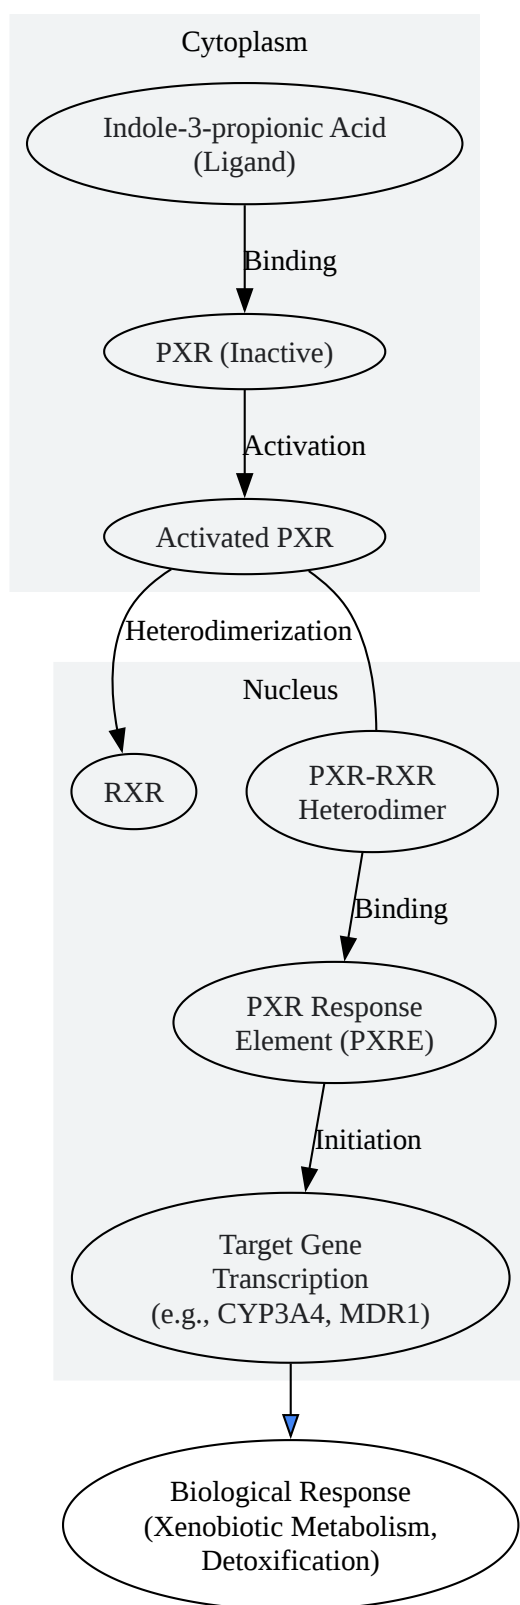 Cytoplasm
Indole-3-propionic Acid
(Ligand)
Binding
PXR (Inactive)
Activation
Activated PXR
Heterodimerization
Nucleus
RXR
PXR-RXR
Heterodimer
Binding
PXR Response
Element (PXRE)
Initiation
Target Gene
Transcription
(e.g., CYP3A4, MDR1)
Biological Response
(Xenobiotic Metabolism,
Detoxification)